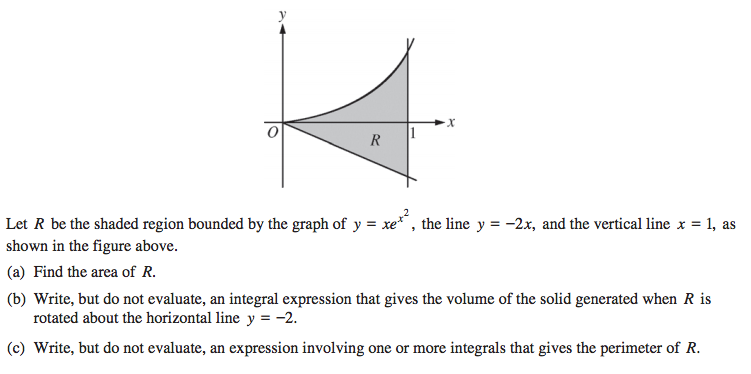 y
x
O
1
R
Let R be the shaded region bounded by the graph of y = xe^{x^2}, the line y = −2x, and the vertical line x = 1, as
shown in the figure above.
(a) Find the area of R.
(b) Write, but do not evaluate, an integral expression that gives the volume of the solid generated when R is
rotated about the horizontal line y = −2.
(c) Write, but do not evaluate, an expression involving one or more integrals that gives the perimeter of R.